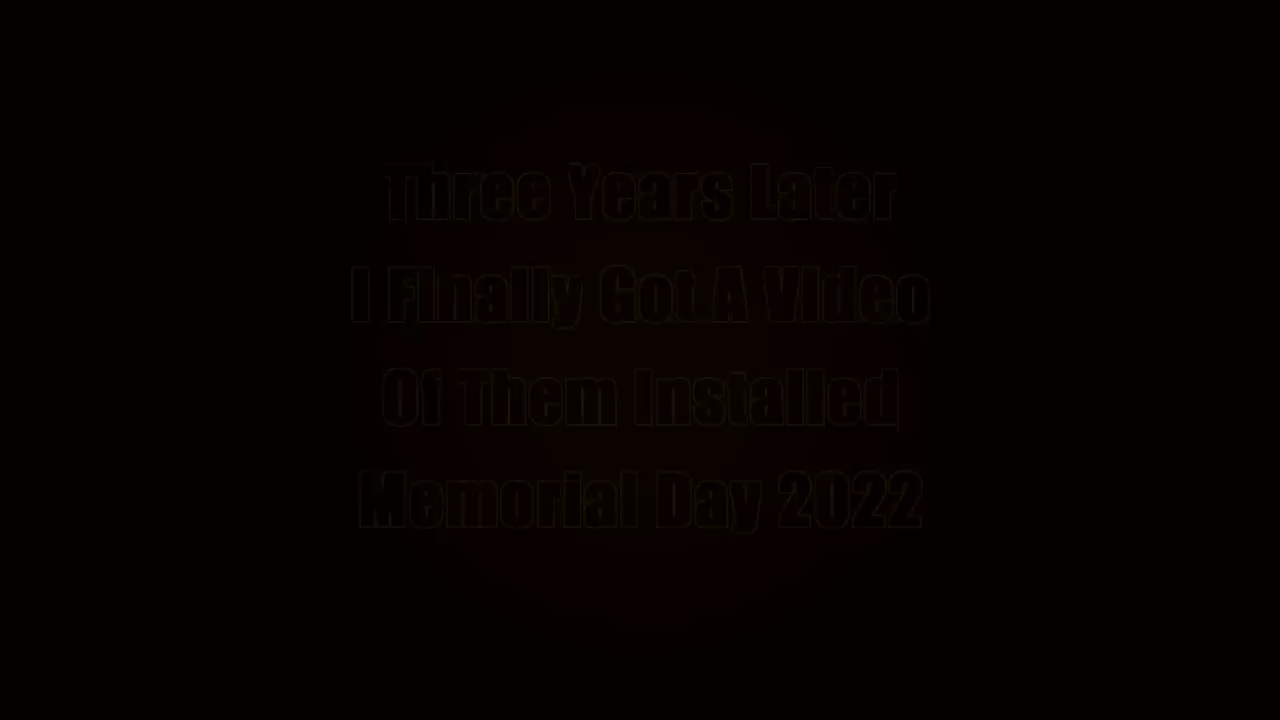 Three Years Later
I Finally Got A Video
Of Them Installed
Memorial Day 2022